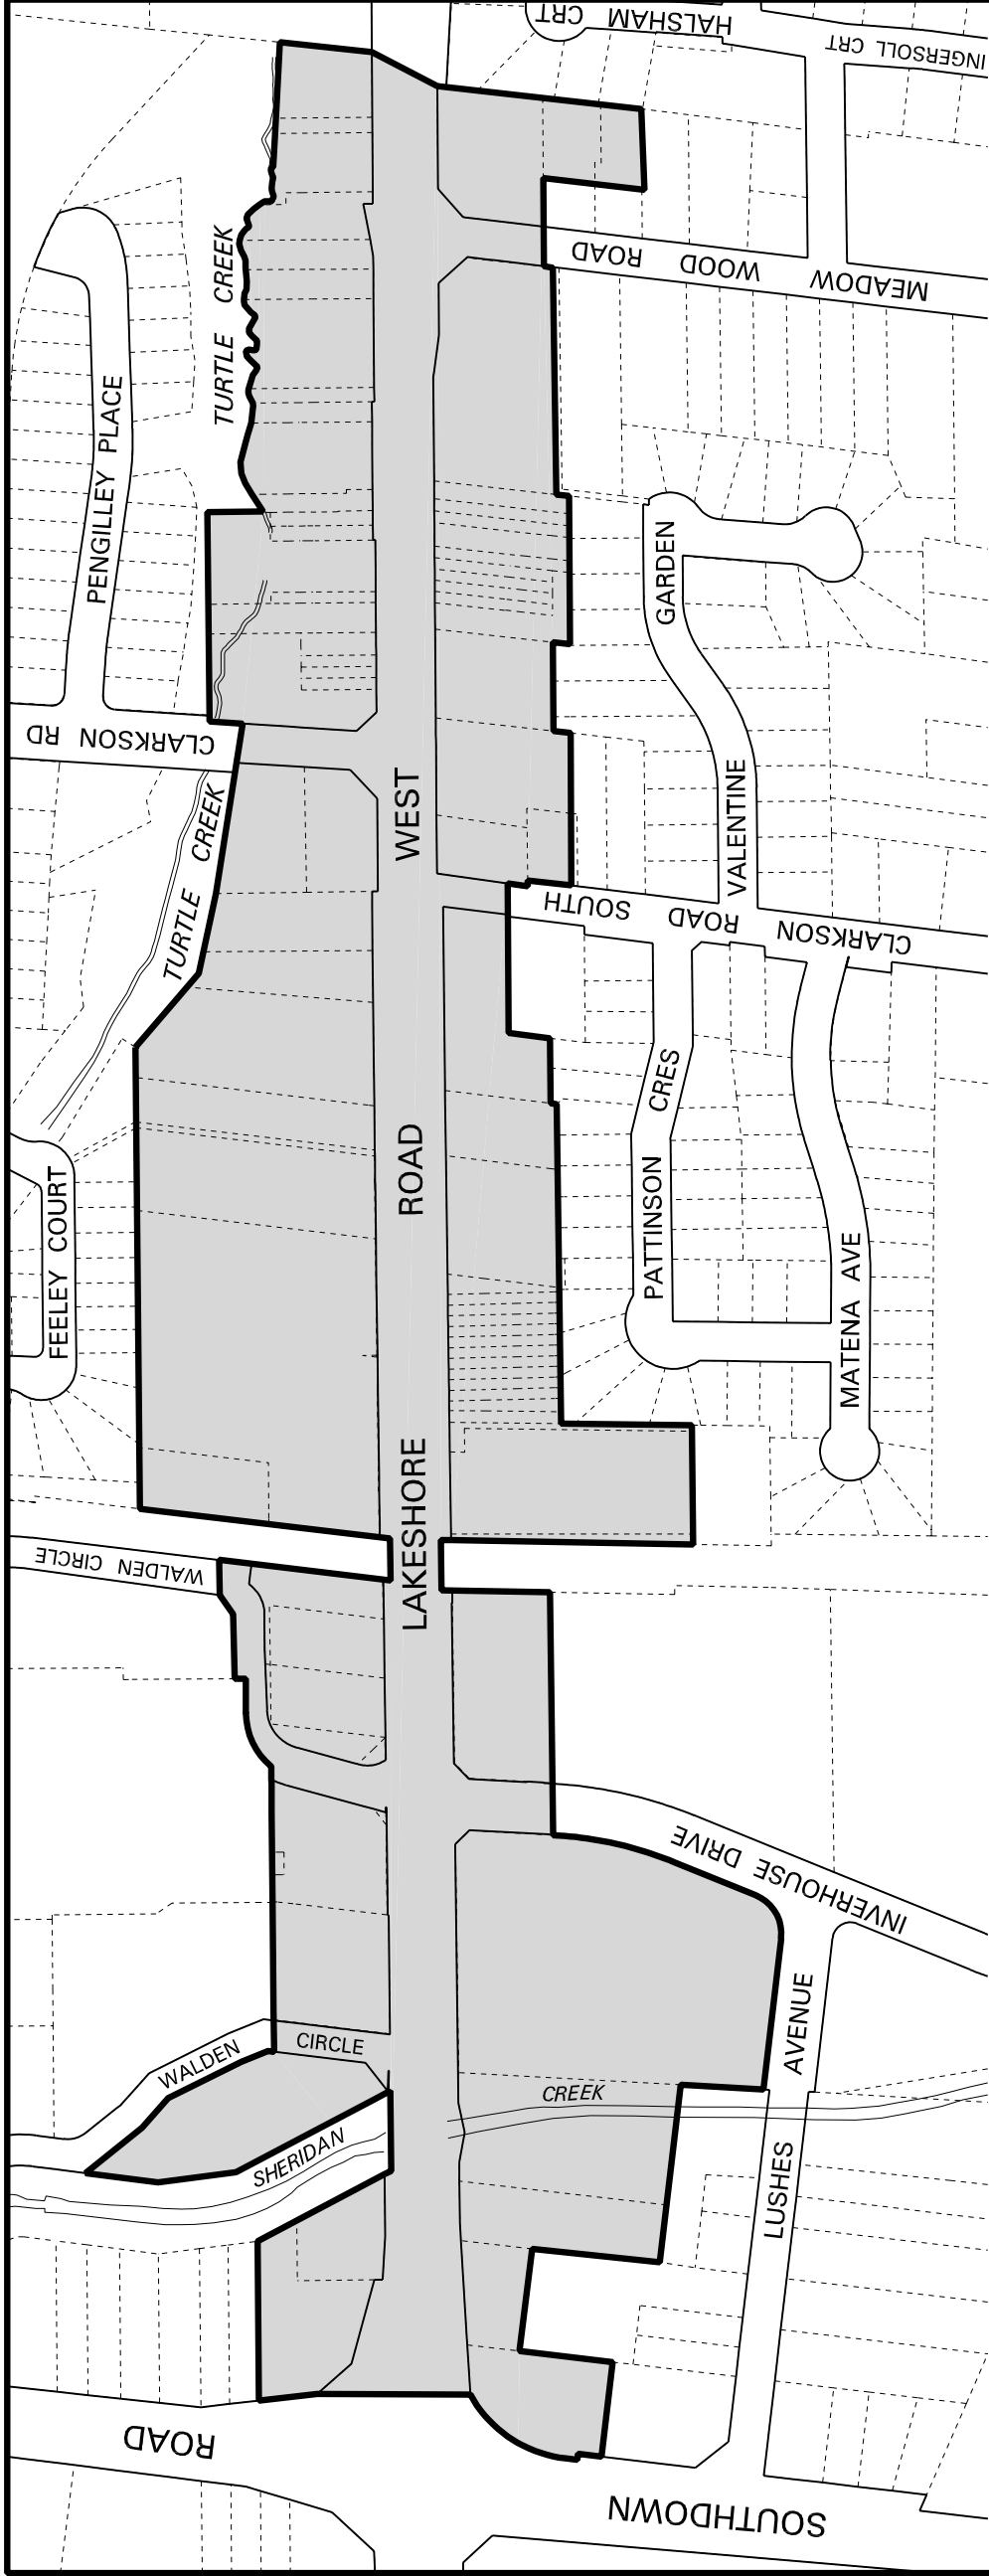 HALSHAM CRT
INGERSOLL CRT
TURTLE CREEK
MEADOW WOOD ROAD
PENGILLEY PLACE
GARDEN
VALENTINE
CLARKSON RD
TURTLE CREEK
CLARKSON ROAD SOUTH
LAKESHORE ROAD WEST
PATTINSON CRES
FEELEY COURT
MATENA AVE
WALDEN CIRCLE
INVERHOUSE DRIVE
WALDEN CIRCLE
SHERIDAN CREEK
LUSHES AVENUE
SOUTHDOWN ROAD